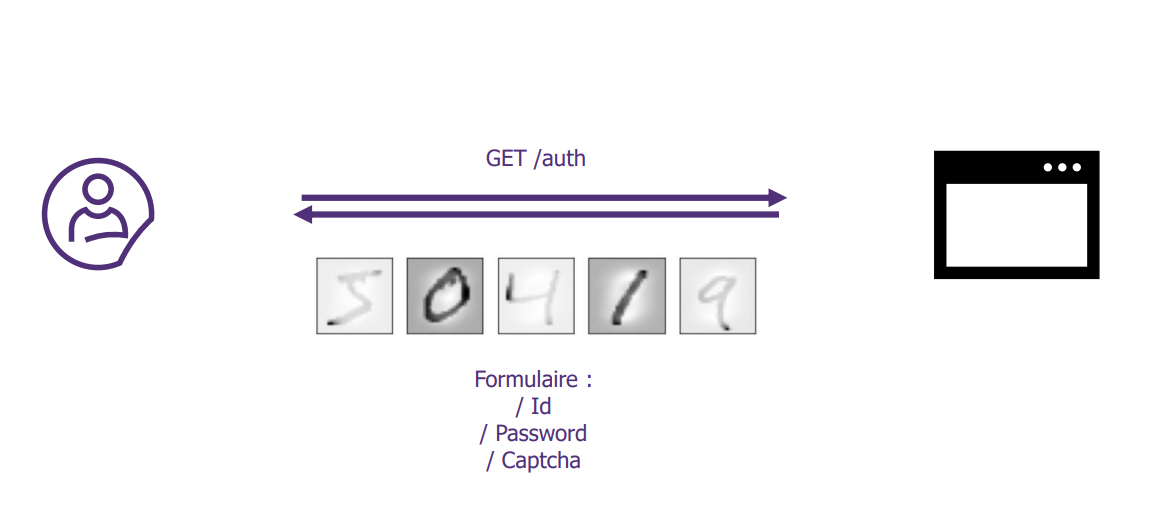 GET /auth
5 0 4 1 9
Formulaire :
/ Id
/ Password
/ Captcha